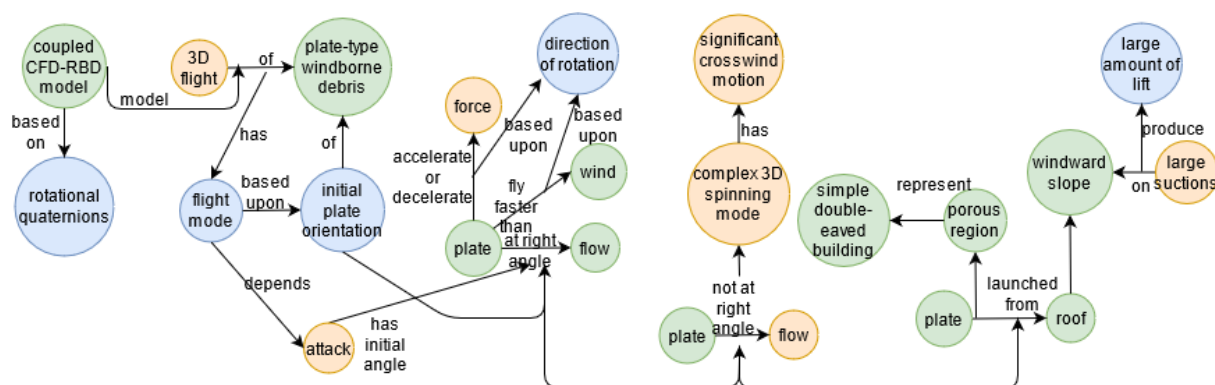 coupled
CFD-RBD
model
3D
flight
of
plate-type
windborne
debris
model
based
on
has
of
rotational
quaternions
flight
mode
based
upon
initial
plate
orientation
depends
attack
has initial
angle
direction
of rotation
force
based
upon
based
upon
accelerate
or
decelerate
wind
fly
faster
than
plate
at right
angle
flow
significant
crosswind
motion
has
complex 3D
spinning
mode
not at
right
angle
plate
flow
large
amount of
lift
produce
windward
slope
on
large
suctions
simple
double-
eaved
building
represent
porous
region
launched
from
plate
roof